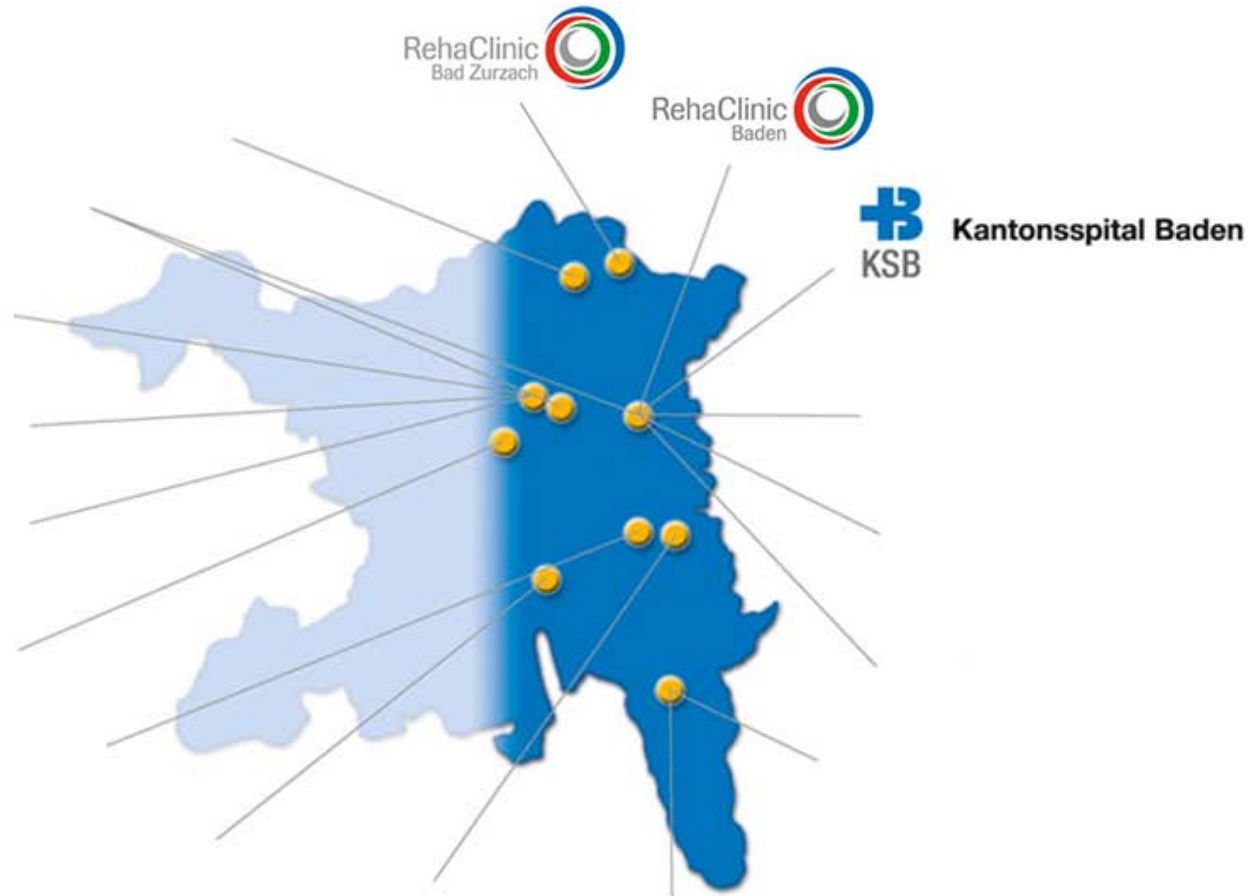 RehaClinic
Bad Zurzach
RehaClinic
Baden
KSB
Kantonsspital Baden